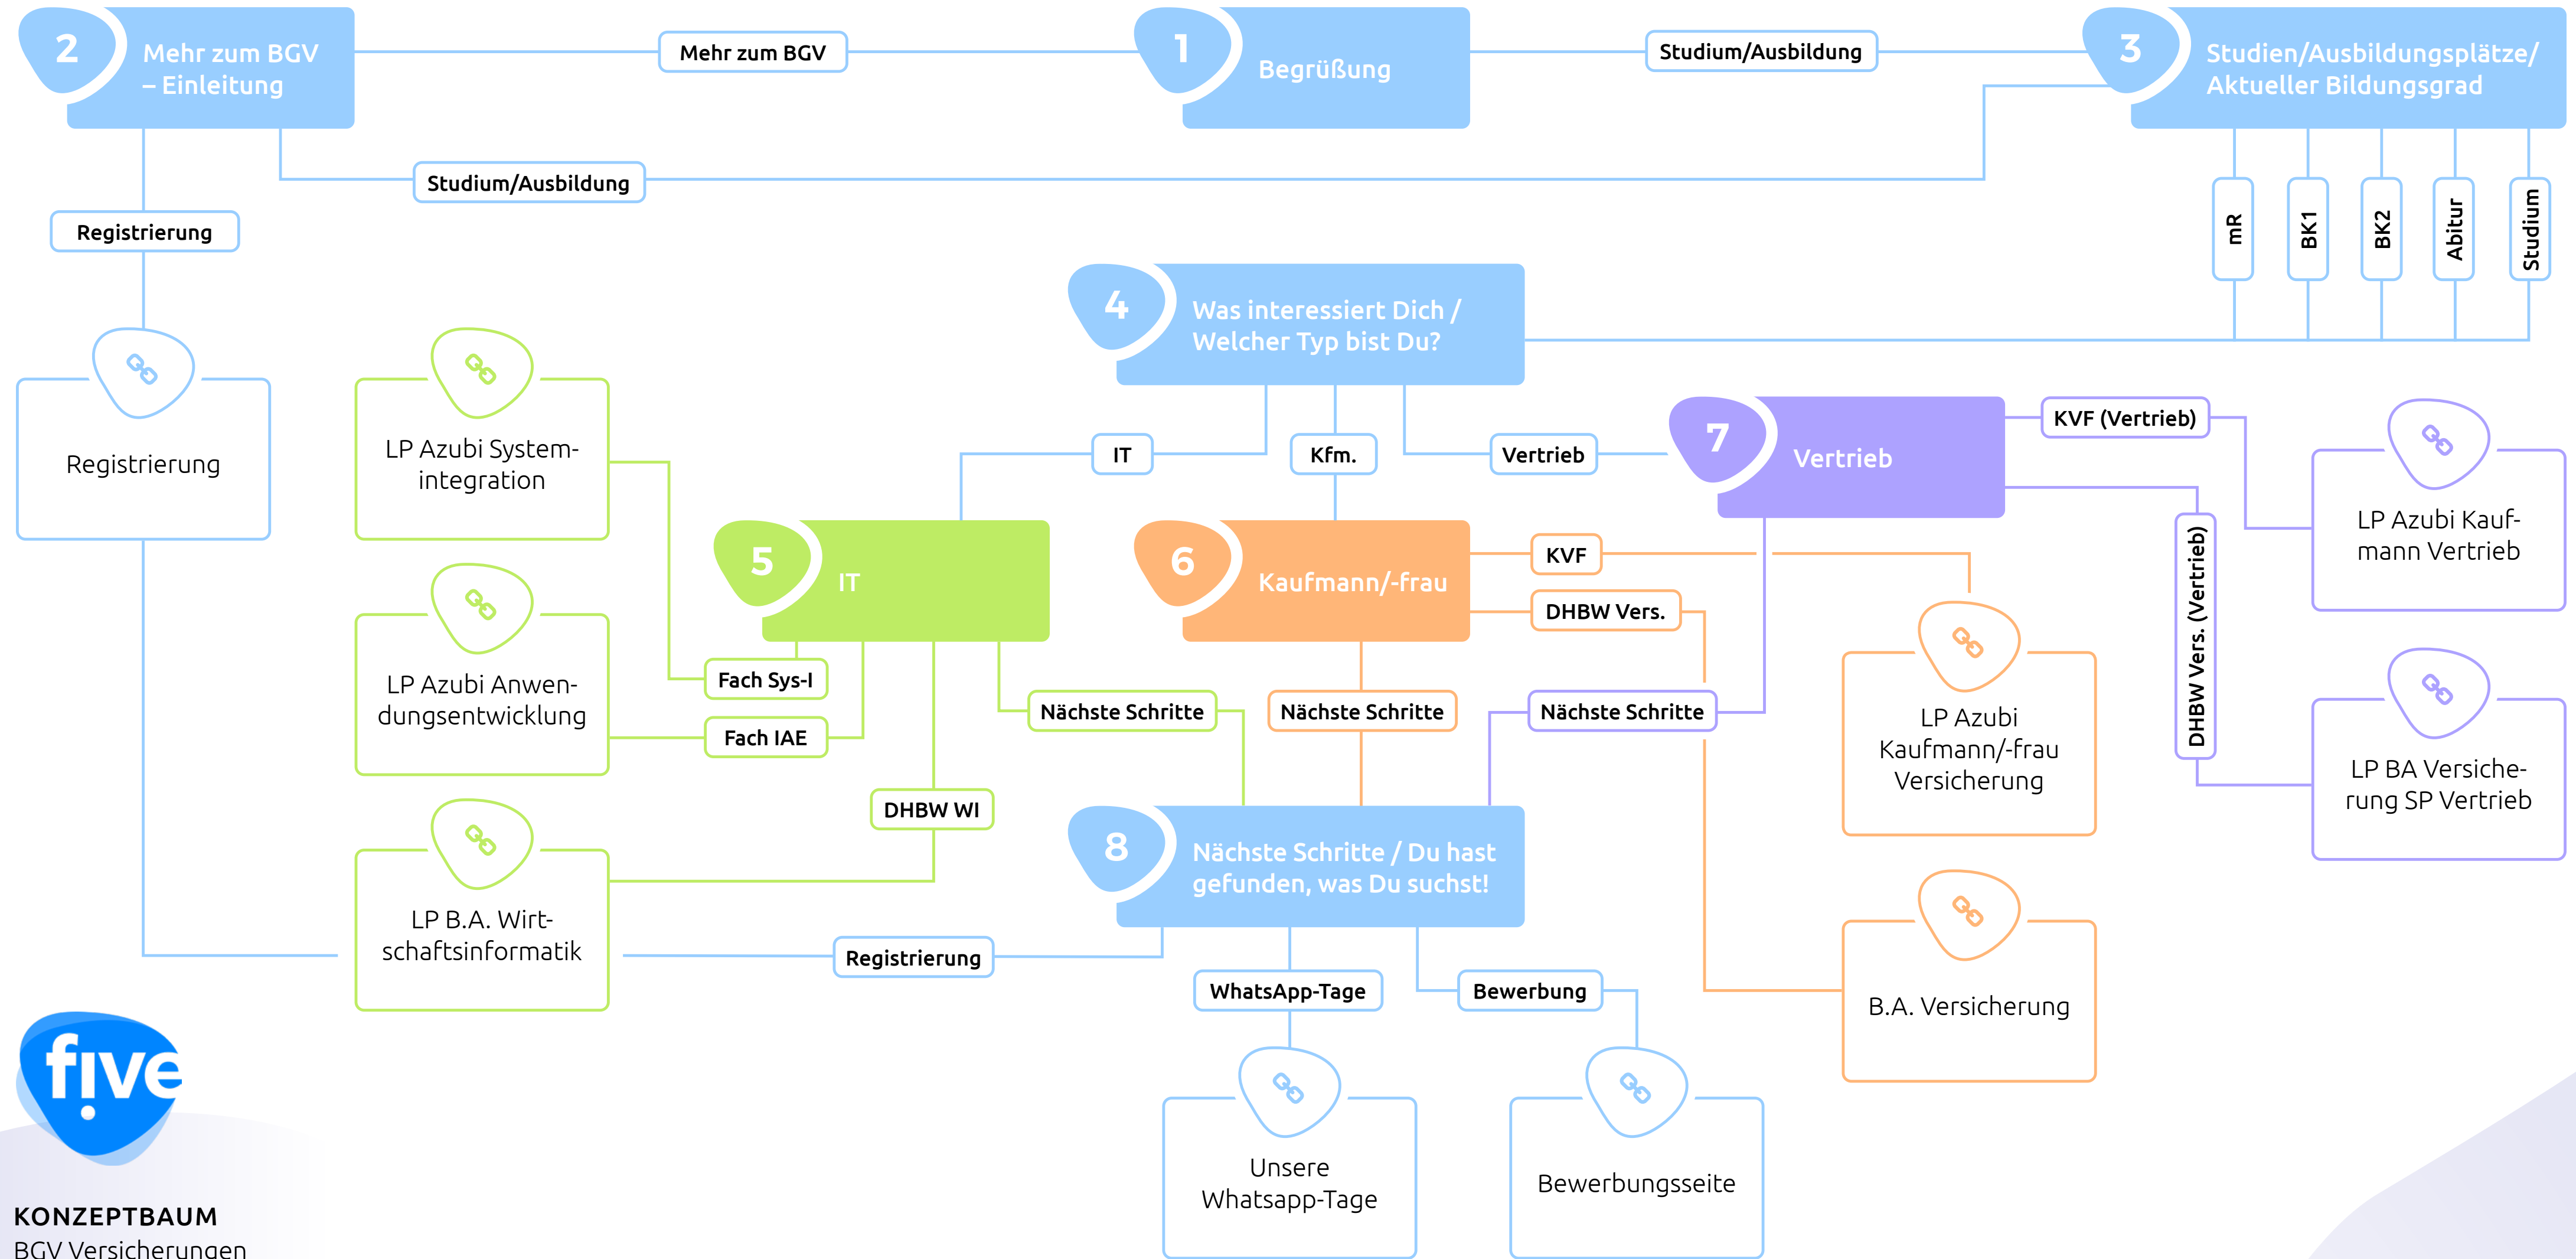 2
Mehr zum BGV
– Einleitung
Mehr zum BGV
1
Begrüßung
Studium/Ausbildung
3
Studien/Ausbildungsplätze/
Aktueller Bildungsgrad
Studium/Ausbildung
Registrierung
mR
BK1
BK2
Abitur
Studium
4
Was interessiert Dich /
Welcher Typ bist Du?
Registrierung
LP Azubi System-
integration
IT
Kfm.
Vertrieb
7
Vertrieb
KVF (Vertrieb)
LP Azubi Kauf-
mann Vertrieb
DHBW Vers. (Vertrieb)
5
IT
6
Kaufmann/-frau
KVF
DHBW Vers.
LP Azubi Anwen-
dungsentwicklung
Fach Sys-I
Fach IAE
Nächste Schritte
Nächste Schritte
Nächste Schritte
LP Azubi
Kaufmann/-frau
Versicherung
LP BA Versiche-
rung SP Vertrieb
DHBW WI
8
Nächste Schritte / Du hast
gefunden, was Du suchst!
LP B.A. Wirt-
schaftsinformatik
Registrierung
WhatsApp-Tage
Bewerbung
B.A. Versicherung
five
Unsere
Whatsapp-Tage
Bewerbungsseite
KONZEPTBAUM
BGV Versicherungen